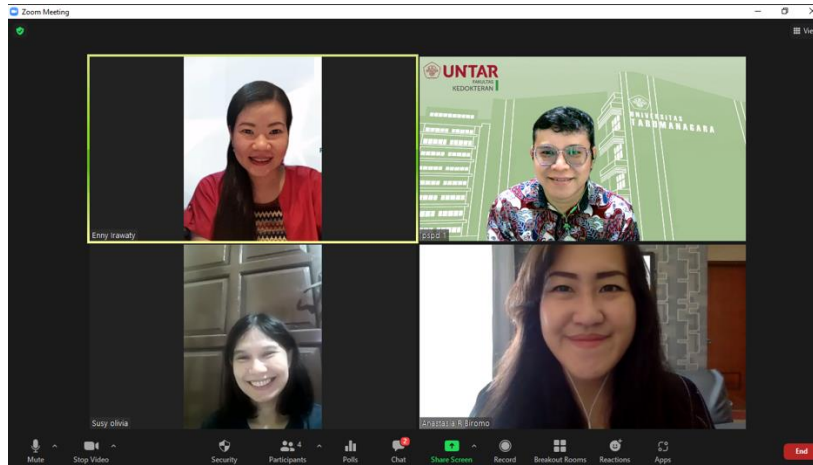 Zoom Meeting
Vie
UNTAR
FAKULTAS
KEDOKTERAN
UNIVERSITAS
TARUMANAGARA
Enny Irawaty
pspd 1
Susy olivia
Anastasia R Biromo
4
2
Mute
Stop Video
Security
Participants
Polls
Chat
Share Screen
Record
Breakout Rooms
Reactions
Apps
End